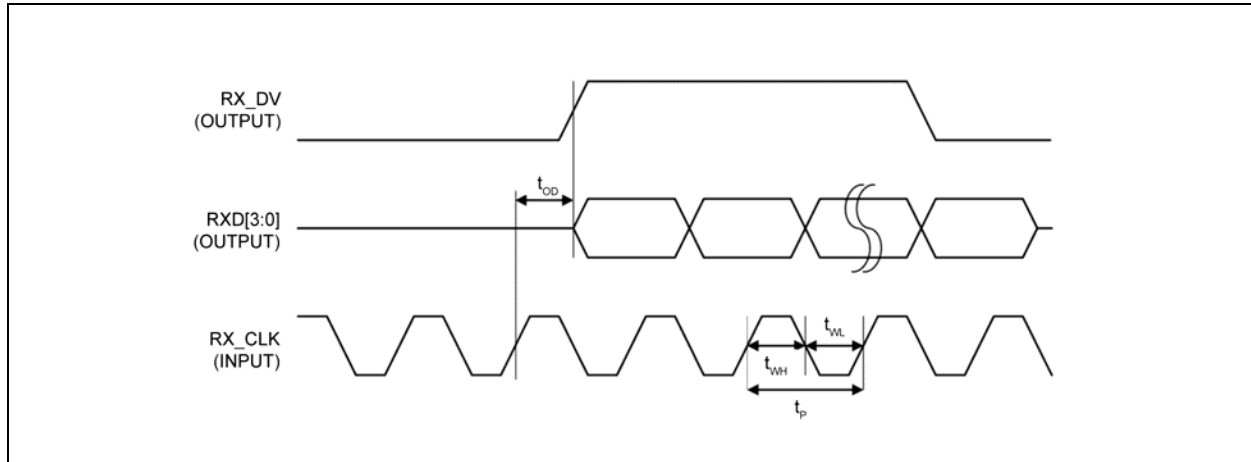 RX_DV
(OUTPUT)
tOD
RXD[3:0]
(OUTPUT)
RX_CLK
(INPUT)
tWL
tWH
tP